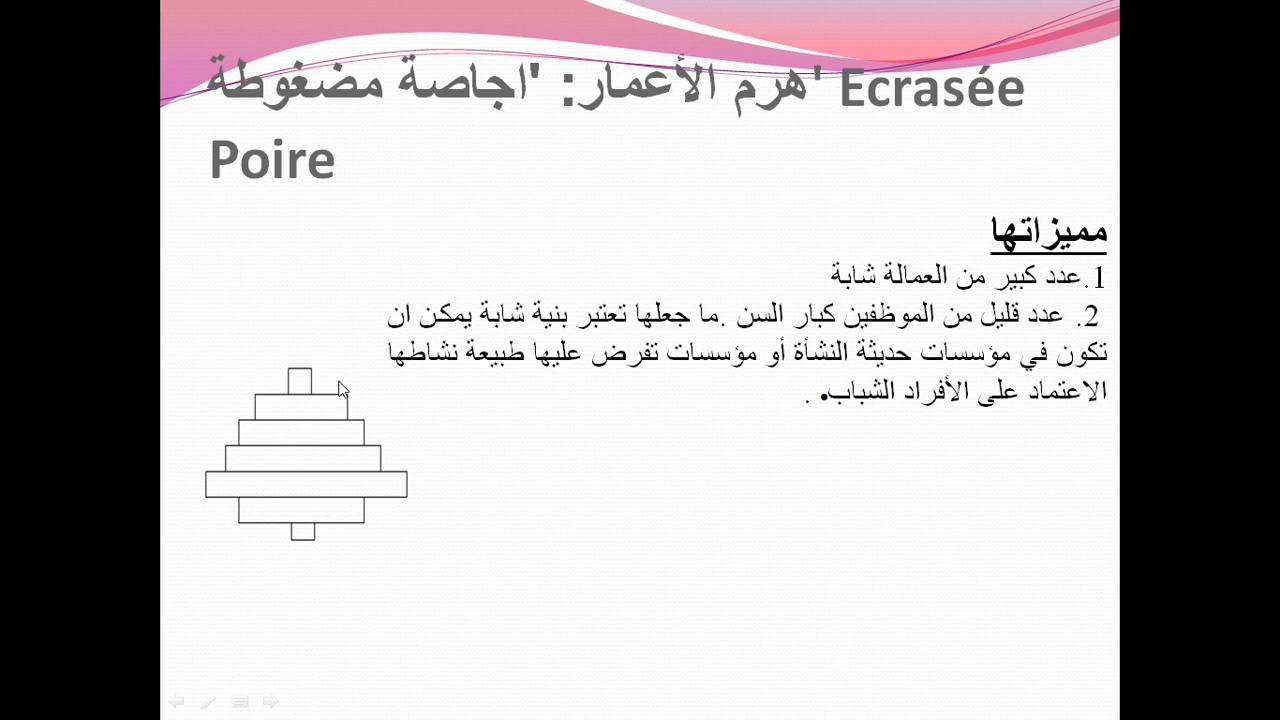 هرم الأعمار: 'اجاصة مضغوطة' Ecrasée
Poire
مميزاتها
1.عدد كبير من العمالة شابة
2. عدد قليل من الموظفين كبار السن .ما جعلها تعتبر بنية شابة يمكن ان
تكون في مؤسسات حديثة النشأة أو مؤسسات تفرض عليها طبيعة نشاطها
الاعتماد على الأفراد الشباب• .